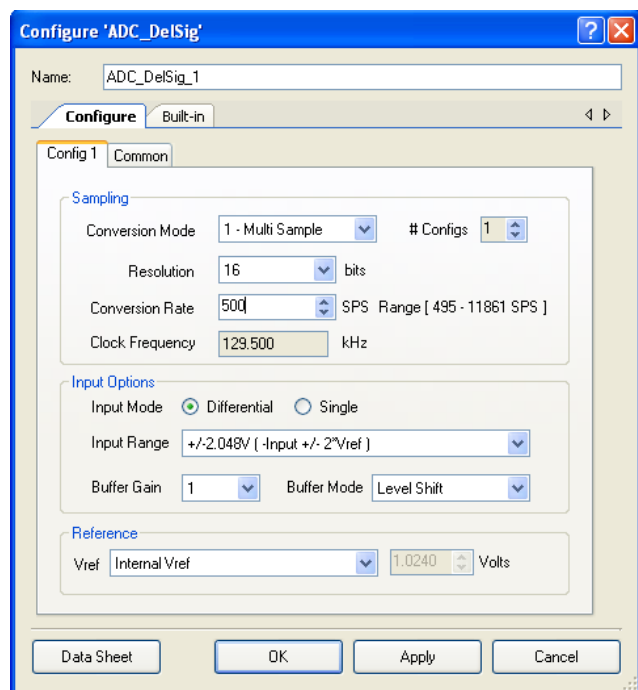 Configure 'ADC_DelSig'
Name: ADC_DelSig_1
Configure Built-in
Config 1 Common
Sampling
Conversion Mode 1 - Multi Sample # Configs 1
Resolution 16 bits
Conversion Rate 500 SPS Range [ 495 - 11861 SPS ]
Clock Frequency 129.500 kHz
Input Options
Input Mode Differential Single
Input Range +/-2.048V ( -Input +/- 2*Vref )
Buffer Gain 1 Buffer Mode Level Shift
Reference
Vref Internal Vref 1.0240 Volts
Data Sheet OK Apply Cancel